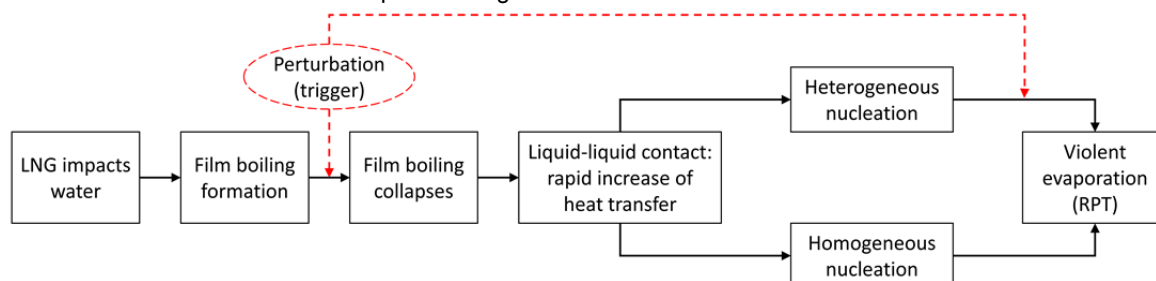 Perturbation
(trigger)
LNG impacts
water
Film boiling
formation
Film boiling
collapses
Liquid-liquid contact:
rapid increase of
heat transfer
Heterogeneous
nucleation
Homogeneous
nucleation
Violent
evaporation
(RPT)